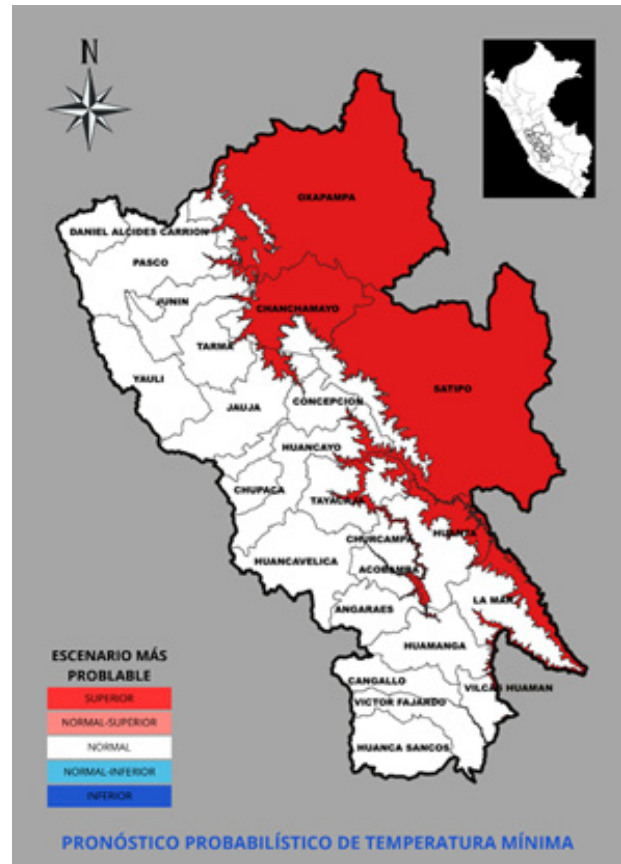 N
OXAPAMPA
DANIEL ALCIDES CARRION
PASCO
JUNIN
CHANCHAMAYO
TARMA
YAULI
SATIPO
JAUJA
CONCEPCION
HUANCAYO
CHUPACA
TAYACAJA
HUANTA
CHURCAMPA
HUANCAVELICA
ACOBAMBA
LA MAR
ANGARAES
HUAMANGA
CANGALLO
VILCAS HUAMAN
VICTOR FAJARDO
HUANCA SANCOS
ESCENARIO MÁS
PROBLABLE
SUPERIOR
NORMAL-SUPERIOR
NORMAL
NORMAL-INFERIOR
INFERIOR
PRONÓSTICO PROBABILÍSTICO DE TEMPERATURA MÍNIMA